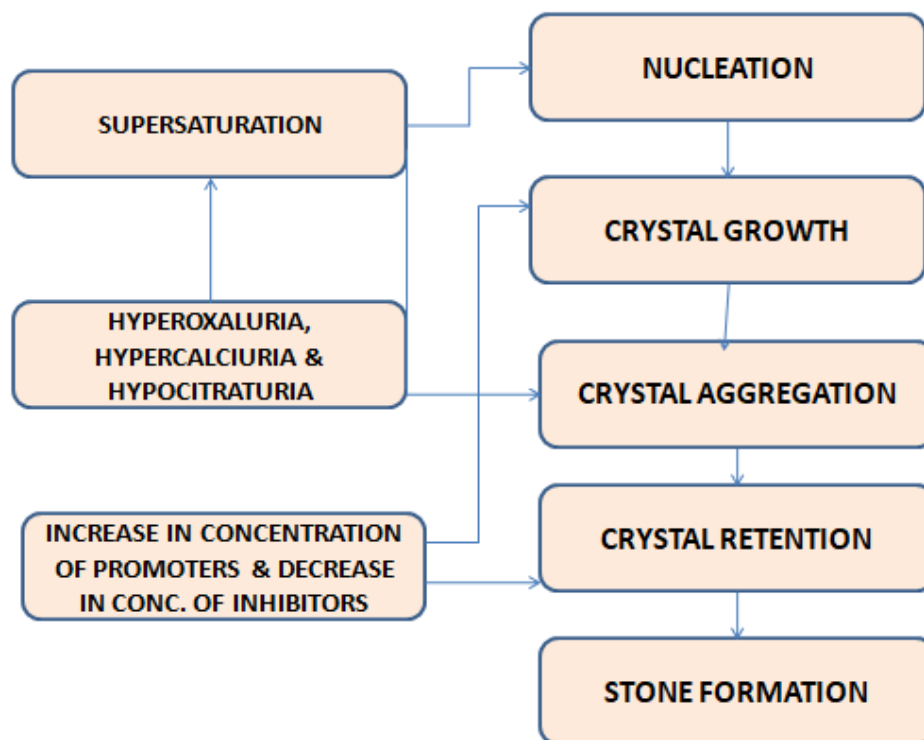 NUCLEATION
SUPERSATURATION
CRYSTAL GROWTH
HYPEROXALURIA,
HYPERCALCIURIA &
HYPOCITRATURIA
CRYSTAL AGGREGATION
INCREASE IN CONCENTRATION
OF PROMOTERS & DECREASE
IN CONC. OF INHIBITORS
CRYSTAL RETENTION
STONE FORMATION